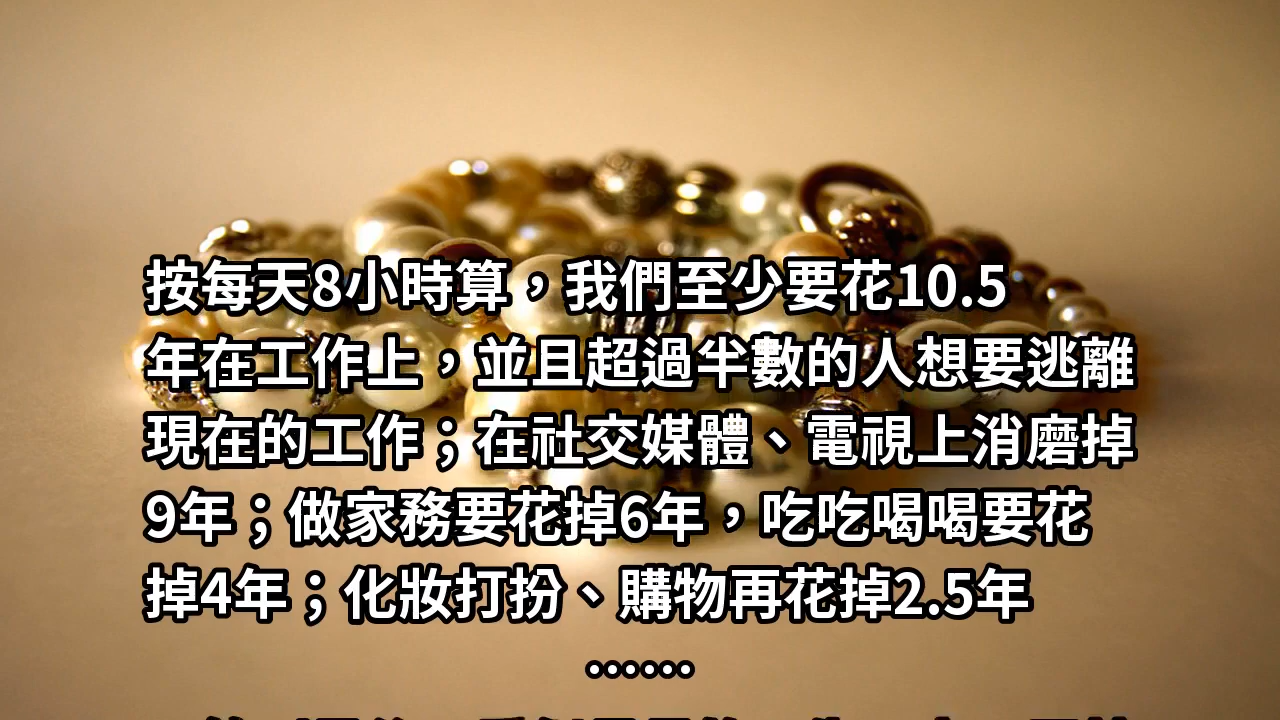 按每天8小時算，我們至少要花10.5
年在工作上，並且超過半數的人想要逃離
現在的工作；在社交媒體、電視上消磨掉
9年；做家務要花掉6年，吃吃喝喝要花
掉4年；化妝打扮、購物再花掉2.5年
……